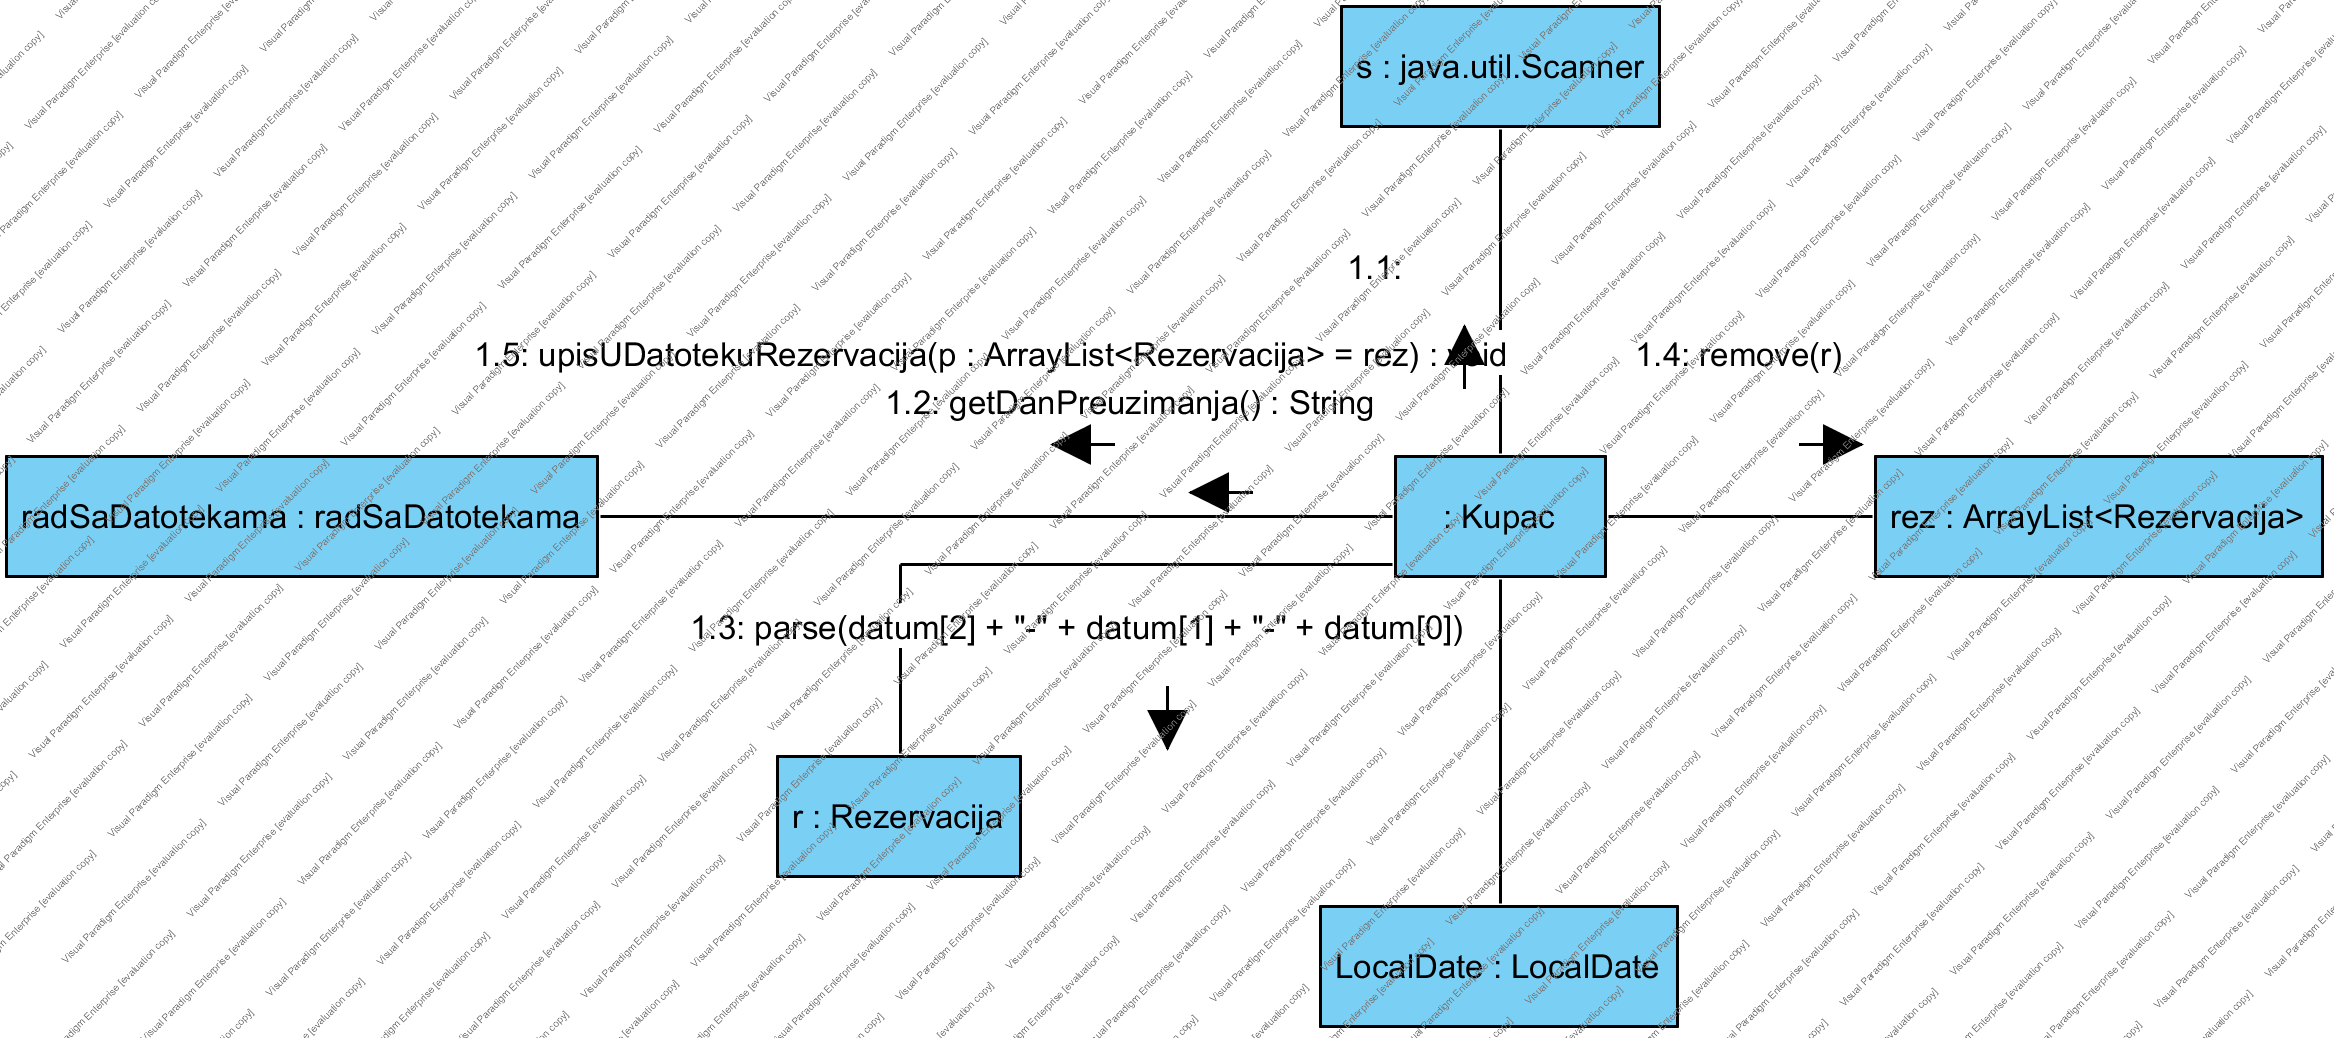 s : java.util.Scanner
1.1:
1.5: upisUDatotekuRezervacija(p : ArrayList<Rezervacija> = rez) : void
1.4: remove(r)
1.2: getDanPreuzimanja() : String
radSaDatotekama : radSaDatotekama
: Kupac
rez : ArrayList<Rezervacija>
1.3: parse(datum[2] + "-" + datum[1] + "-" + datum[0])
r : Rezervacija
LocalDate : LocalDate
Visual Paradigm Enterprise [evaluation copy]